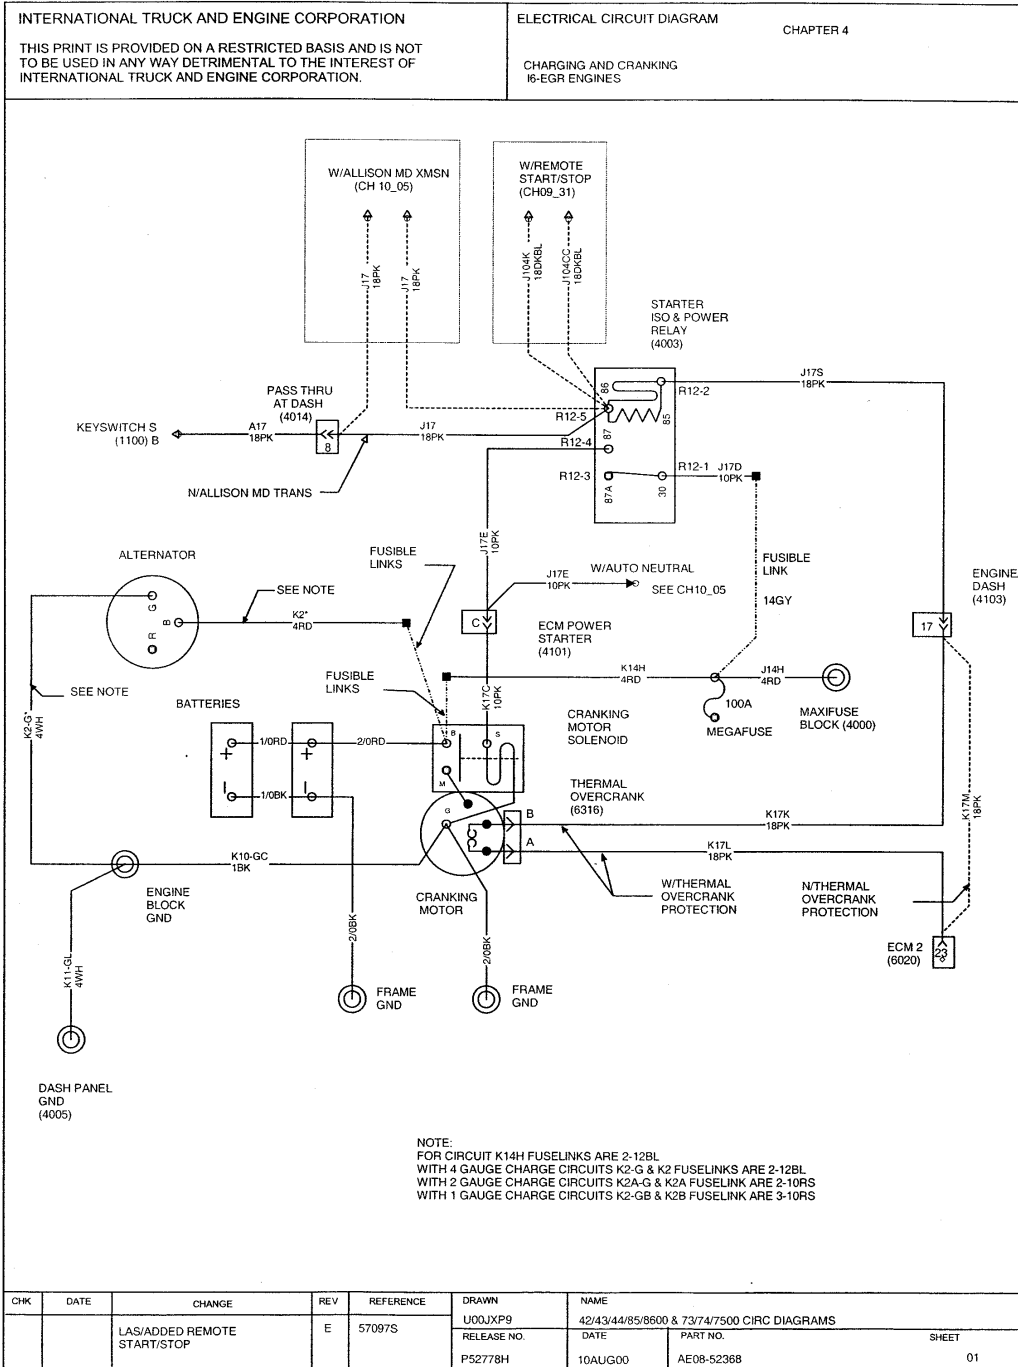 INTERNATIONAL TRUCK AND ENGINE CORPORATION
THIS PRINT IS PROVIDED ON A RESTRICTED BASIS AND IS NOT
TO BE USED IN ANY WAY DETRIMENTAL TO THE INTEREST OF
INTERNATIONAL TRUCK AND ENGINE CORPORATION.
ELECTRICAL CIRCUIT DIAGRAM
CHAPTER 4
CHARGING AND CRANKING
I6-EGR ENGINES
W/ALLISON MD XMSN
(CH 10_05)
W/REMOTE
START/STOP
(CH09_31)
J17
18PK
J17
18PK
J104K
18DKBL
J104CC
18DKBL
STARTER
ISO & POWER
RELAY
(4003)
J17S
18PK
86
R12-2
PASS THRU
AT DASH
(4014)
R12-5
85
KEYSWITCH S
(1100) B
A17
18PK
8
J17
18PK
R12-4
87
R12-3
87A
30
R12-1
J17D
10PK
N/ALLISON MD TRANS
ALTERNATOR
FUSIBLE
LINKS
J17E
10PK
J17E
10PK
W/AUTO NEUTRAL
SEE CH10_05
FUSIBLE
LINK
14GY
ENGINE/
DASH
(4103)
G
B
R
SEE NOTE
K2*
4RD
C
ECM POWER
STARTER
(4101)
17
SEE NOTE
K2-G*
4WH
FUSIBLE
LINKS
K17C
10PK
K14H
4RD
J14H
4RD
100A
MEGAFUSE
MAXIFUSE
BLOCK (4000)
BATTERIES
1/0RD
2/0RD
+
+
B
S
CRANKING
MOTOR
SOLENOID
M
1/0BK
THERMAL
OVERCRANK
(6316)
G
OC
B
A
K17K
18PK
K17L
18PK
K17M
18PK
K10-GC
1BK
ENGINE
BLOCK
GND
CRANKING
MOTOR
W/THERMAL
OVERCRANK
PROTECTION
N/THERMAL
OVERCRANK
PROTECTION
2/0BK
2/0BK
ECM 2
(6020)
23
K11-GL
4WH
FRAME
GND
FRAME
GND
DASH PANEL
GND
(4005)
NOTE:
FOR CIRCUIT K14H FUSELINKS ARE 2-12BL
WITH 4 GAUGE CHARGE CIRCUITS K2-G & K2 FUSELINKS ARE 2-12BL
WITH 2 GAUGE CHARGE CIRCUITS K2A-G & K2A FUSELINK ARE 2-10RS
WITH 1 GAUGE CHARGE CIRCUITS K2-GB & K2B FUSELINK ARE 3-10RS
CHK DATE CHANGE REV REFERENCE DRAWN NAME
U00JXP9 42/43/44/85/8600 & 73/74/7500 CIRC DIAGRAMS
LAS/ADDED REMOTE
START/STOP
E 57097S
RELEASE NO. DATE PART NO. SHEET
P52778H 10AUG00 AE08-52368 01